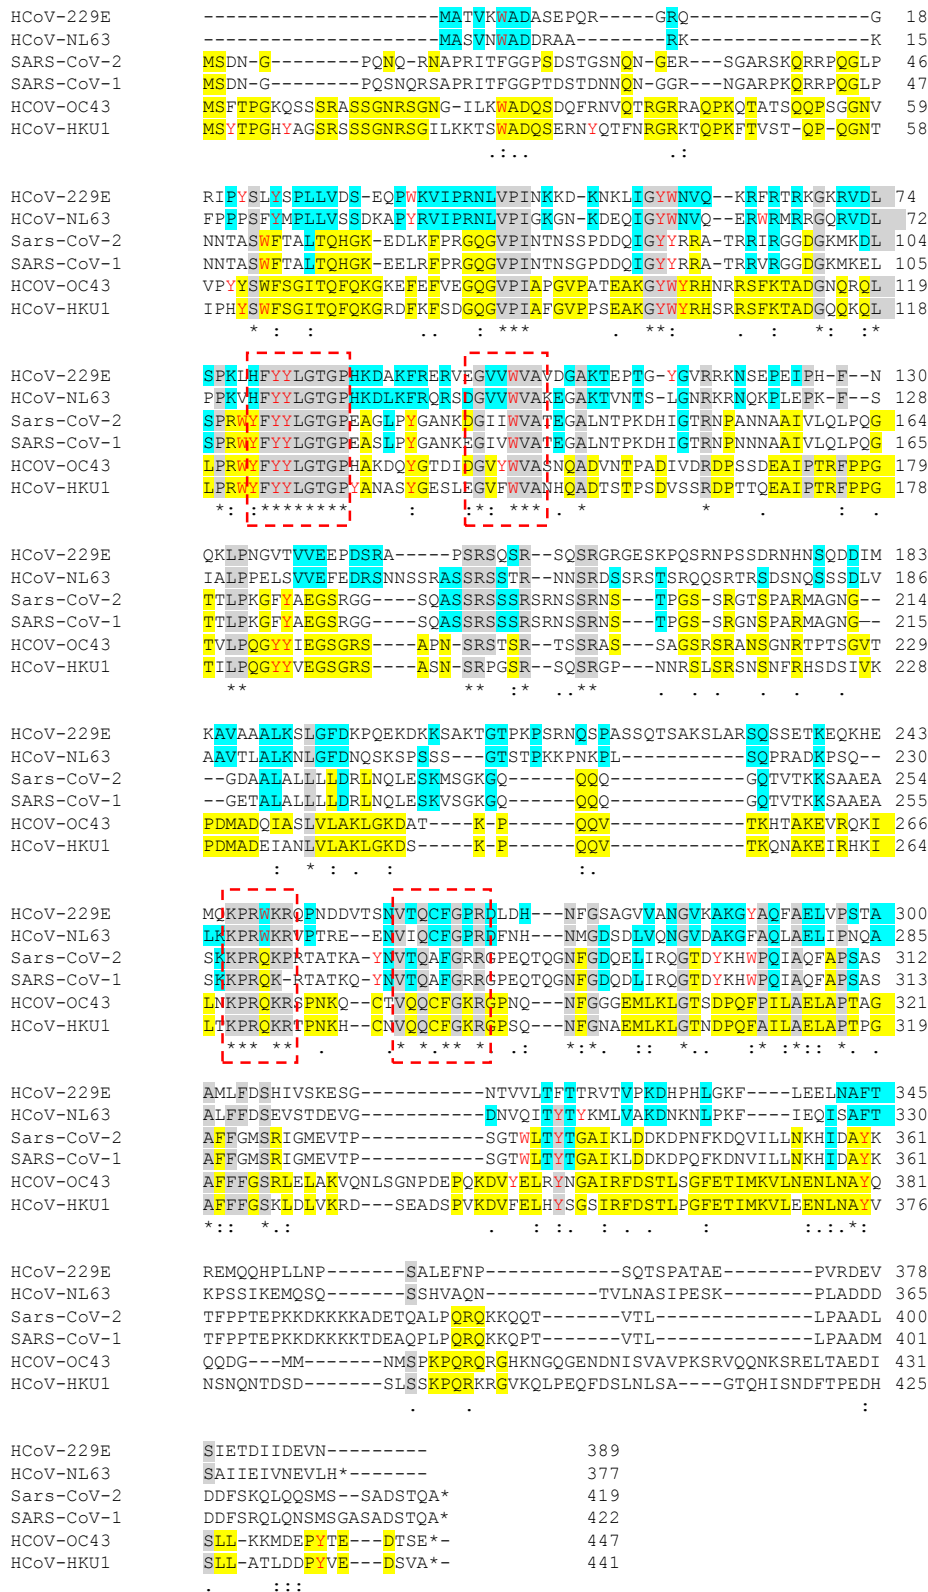 HCoV-229E --------------------MATVKWADASEPQR-----GRQ----------------G 18
HCoV-NL63 --------------------MASVNWADDRAA--------RK----------------K 15
SARS-CoV-2 MSDN-G-------PQNQ-RNAPRITFGGPSDSTGSNQN-GER---SGARSKQRRPQGLP 46
SARS-CoV-1 MSDN-G-------PQSNQRSAPRITFGGPTDSTDNNQN-GGR---NGARPKQRRPQGLP 47
HCOV-OC43 MSFTPGKQSSSRASSGNRSGNG-ILKWADQSDQFRNVQTRGRRAQPKQTATSQQPSGGNV 59
HCoV-HKU1 MSYTPGHYAGSRSSSGNRSGILKKTSWADQSERNYQTFNRGRKTQPKFTVST-QP-QGNT 58
.:.. .:
HCoV-229E RIPYSLYSPLLVDS-EQPWKVIPRNLVPINKKD-KNKLIGYWNVQ--KRFRTRKGKRVDL 74
HCoV-NL63 FPPPSFYMPLLVSSDKAPYRVIPRNLVPIGKGN-KDEQIGYWNVQ--ERWRMRRGQRVDL 72
Sars-CoV-2 NNTASWFTALTQHGK-EDLKFPRGQGVPINTNSSPDDQIGYYRRA-TRRIRGGDGKMKDL 104
SARS-CoV-1 NNTASWFTALTQHGK-EELRFPRGQGVPINTNSGPDDQIGYYRRA-TRRVRGGDGKMKEL 105
HCOV-OC43 VPYYSWFSGITQFQKGKEFEFVEGQGVPIAPGVPATEAKGYWYRHNRRSFKTADGNQRQL 119
HCoV-HKU1 IPHYSWFSGITQFQKGRDFKFSDGQGVPIAFGVPPSEAKGYWYRHSRRSFKTADGQQKQL 118
* : : .. : *** . **: : *: :*
HCoV-229E SPKLHFYYLGTGPHKDAKFRERVEGVVWVAVDGAKTEPTG-YGVRRKNSEPEIPH-F--N 130
HCoV-NL63 PPKVHFYYLGTGPHKDLKFRQRSDGVVWVAKEGAKTVNTS-LGNRKRNQKPLEPK-F--S 128
Sars-CoV-2 SPRWYFYYLGTGPEAGLPYGANKDGIIWVATEGALNTPKDHIGTRNPANNAAIVLQLPQG 164
SARS-CoV-1 SPRWYFYYLGTGPEASLPYGANKEGIVWVATEGALNTPKDHIGTRNPNNNAAIVLQLPQG 165
HCOV-OC43 LPRWYFYYLGTGPHAKDQYGTDIDGVYWVASNQADVNTPADIVDRDPSSDEAIPTRFPPG 179
HCoV-HKU1 LPRWYFYYLGTGPYANASYGESLEGVFWVANHQADTSTPSDVSSRDPTTQEAIPTRFPPG 178
*: :******** : :*: *** . * * . : .
HCoV-229E QKLPNGVTVVEEPDSRA-----PSRSQSR--SQSRGRGESKPQSRNPSSDRNHNSQDDIM 183
HCoV-NL63 IALPPELSVVEFEDRSNNSSRASSRSSTR--NNSRDSSRSTSRQQSRTRSDSNQSSSDLV 186
Sars-CoV-2 TTLPKGFYAEGSRGG---SQASSRSSSRSRNSSRNS---TPGS-SRGTSPARMAGNG-- 214
SARS-CoV-1 TTLPKGFYAEGSRGG---SQASSRSSSRSRNSSRNS---TPGS-SRGNSPARMAGNG-- 215
HCOV-OC43 TVLPQGYYIEGSGRS----APN-SRSTSR--TSSRAS---SAGSRSRANSGNRTPTSGVT 229
HCoV-HKU1 TILPQGYYVEGSGRS----ASN-SRPGSR--SQSRGP---NNRSLSRSNSNFRHSDSIVK 228
** ** :* ..** . . . . .
HCoV-229E KAVAAALKSLGFDKPQEKDKKSAKTGTPKPSRNQSPASSQTSAKSLARSQSSETKEQKHE 243
HCoV-NL63 AAVTLALKNLGFDNQSKSPSSS---GTSTPKKPNKPL-----------SQPRADKPSQ-- 230
Sars-CoV-2 --GDAALALLLLDRLNQLESKMSGKGQ-----QQQ-----------GQTVTKKSAAEA 254
SARS-CoV-1 --GETALALLLLDRLNQLESKVSGKGQ-----QQQ-----------GQTVTKKSAAEA 255
HCOV-OC43 PDMADQIASLVLAKLGKDAT----K-P------QQV-----------TKHTAKEVRQKI 266
HCoV-HKU1 PDMADEIANLVLAKLGKDS-----K-P------QQV-----------TKQNAKEIRHKI 264
: * : . : :.
HCoV-229E MQKPRWKRQPNDDVTSNVTQCFGPRDLDH---NFGSAGVVANGVKAKGYAQFAELVPSTA 300
HCoV-NL63 LKKPRWKRVPTRE--ENVIQCFGPRDFNH---NMGDSDLVQNGVDAKGFAQLAELIPNQA 285
Sars-CoV-2 SKKPRQKRTATKA-YNVTQAFGRRGPEQTQGNFGDQELIRQGTDYKHWPQIAQFAPSAS 312
SARS-CoV-1 SKKPRQK-RTATKQ-YNVTQAFGRRGPEQTQGNFGDQDLIRQGTDYKHWPQIAQFAPSAS 313
HCOV-OC43 LNKPRQKRSPNKQ--CTVQQCFGKRGPNQ---NFGGGEMLKLGTSDPQFPILAELAPTAG 321
HCoV-HKU1 LTKPRQKRTPNKH--CNVQQCFGKRGPSQ---NFGNAEMLKLGTNDPQFAILAELAPTPG 319
*** ** . .* *.** * .: *:*. : *.. :* :*:: *. .
HCoV-229E AMLFDSHIVSKESG-----------NTVVLTFTTRVTVPKDHPHLGKF---LEELNAFT 345
HCoV-NL63 ALFFDSEVSTDEVG-----------DNVQITYTYKMLVAKDNKNLPKF----IEQISAFT 330
Sars-CoV-2 AFFGMSRIGMEVTP-----------SGTWLTYTGAIKLDDKDPNFKDQVILLNKHIDAYK 361
SARS-CoV-1 AFFGMSRIGMEVTP-----------SGTWLTYTGAIKLDDKDPQFKDNVILLNKHIDAYK 361
HCOV-OC43 AFFFGSRLELAKVQNLSGNPDEPQKDVYELRYNGAIRFDSTLSGFETIMKVLNENLNAYQ 381
HCoV-HKU1 AFFFGSKLDLVKRD---SEADSPVKDVFELHYSGSIRFDSTLPGFETIMKVLEENLNAYV 376
*:: *. . : :. : . : :.:.*:
HCoV-229E REMQQHPLLNP-------SALEFNP----------SQTSPATAE-------PVRDEV 378
HCoV-NL63 KPSSIKEMQSQ-------SSHVAQN--------TVLNASIPESK-------PLADDD 365
Sars-CoV-2 TFPPTEPKKDKKKKADETQALPQRQKKQQT------VTL-------LPAADL 400
SARS-CoV-1 TFPPTEPKKDKKKKTDEAQPLPQRQKKQPT------VTL-------LPAADM 401
HCOV-OC43 QQDG---MM----NMSPKPQRQRGHKNGQGENDNISVAVPKSRVQQNKSRELTAEDI 431
HCoV-HKU1 NSNQNTDSD-----SLSSKPQRKRGVKQLPEQFDSLNLSA----GTQHISNDFTPEDH 425
. . :
HCoV-229E SIETDIIDEVN--------- 389
HCoV-NL63 SAIIEIVNEVLH*------- 377
Sars-CoV-2 DDFSKQLQQSMS--SADSTQA* 419
SARS-CoV-1 DDFSRQLQNSMSGASADSTQA* 422
HCOV-OC43 SLL-KKMDEPYTE---DTSE*- 447
HCoV-HKU1 SLL-ATLDDPYVE---DSVA*- 441
. :::